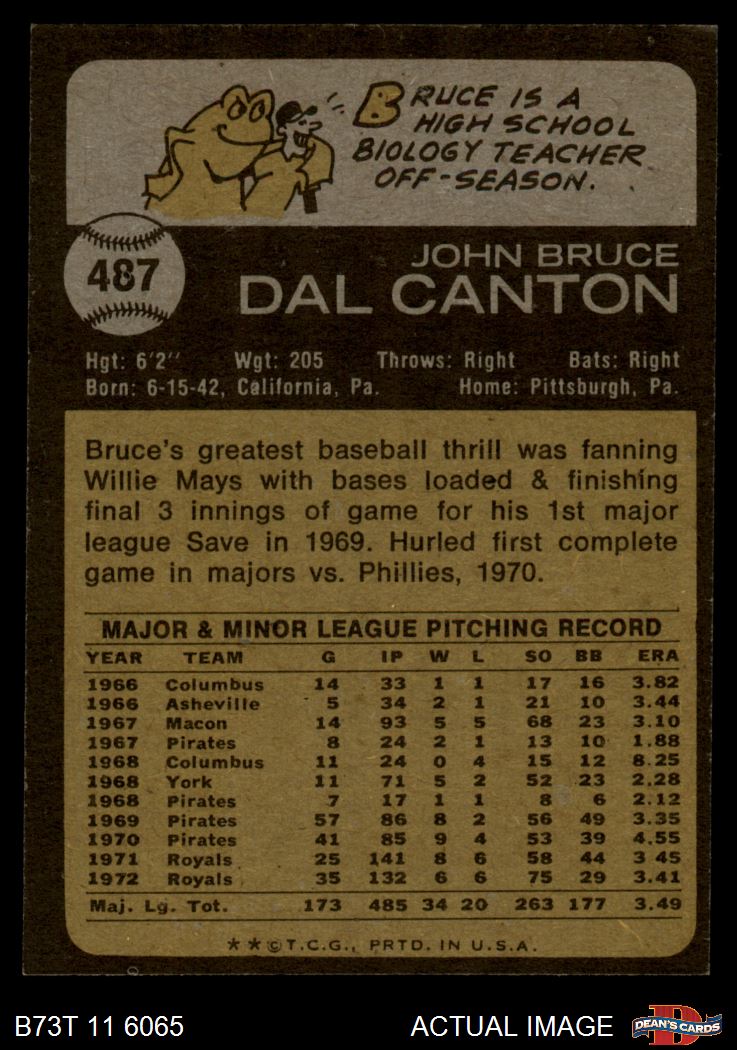 BRUCE IS A
HIGH SCHOOL
BIOLOGY TEACHER
OFF-SEASON.
487
JOHN BRUCE
DAL CANTON
Hgt: 6'2" Wgt: 205 Throws: Right Bats: Right
Born: 6-15-42, California, Pa. Home: Pittsburgh, Pa.
Bruce's greatest baseball thrill was fanning
Willie Mays with bases loaded & finishing
final 3 innings of game for his 1st major
league Save in 1969. Hurled first complete
game in majors vs. Phillies, 1970.
MAJOR & MINOR LEAGUE PITCHING RECORD
YEAR TEAM G IP W L SO BB ERA
1966 Columbus 14 33 1 1 17 16 3.82
1966 Asheville 5 34 2 1 21 10 3.44
1967 Macon 14 93 5 5 68 23 3.10
1967 Pirates 8 24 2 1 13 10 1.88
1968 Columbus 11 24 0 4 15 12 8.25
1968 York 11 71 5 2 52 23 2.28
1968 Pirates 7 17 1 1 8 6 2.12
1969 Pirates 57 86 8 2 56 49 3.35
1970 Pirates 41 85 9 4 53 39 4.55
1971 Royals 25 141 8 6 58 44 3 45
1972 Royals 35 132 6 6 75 29 3.41
Maj. Lg. Tot. 173 485 34 20 263 177 3.49
**©T.C.G., PRTD. IN U.S.A.
B73T 11 6065 ACTUAL IMAGE
D DEAN'S CARDS